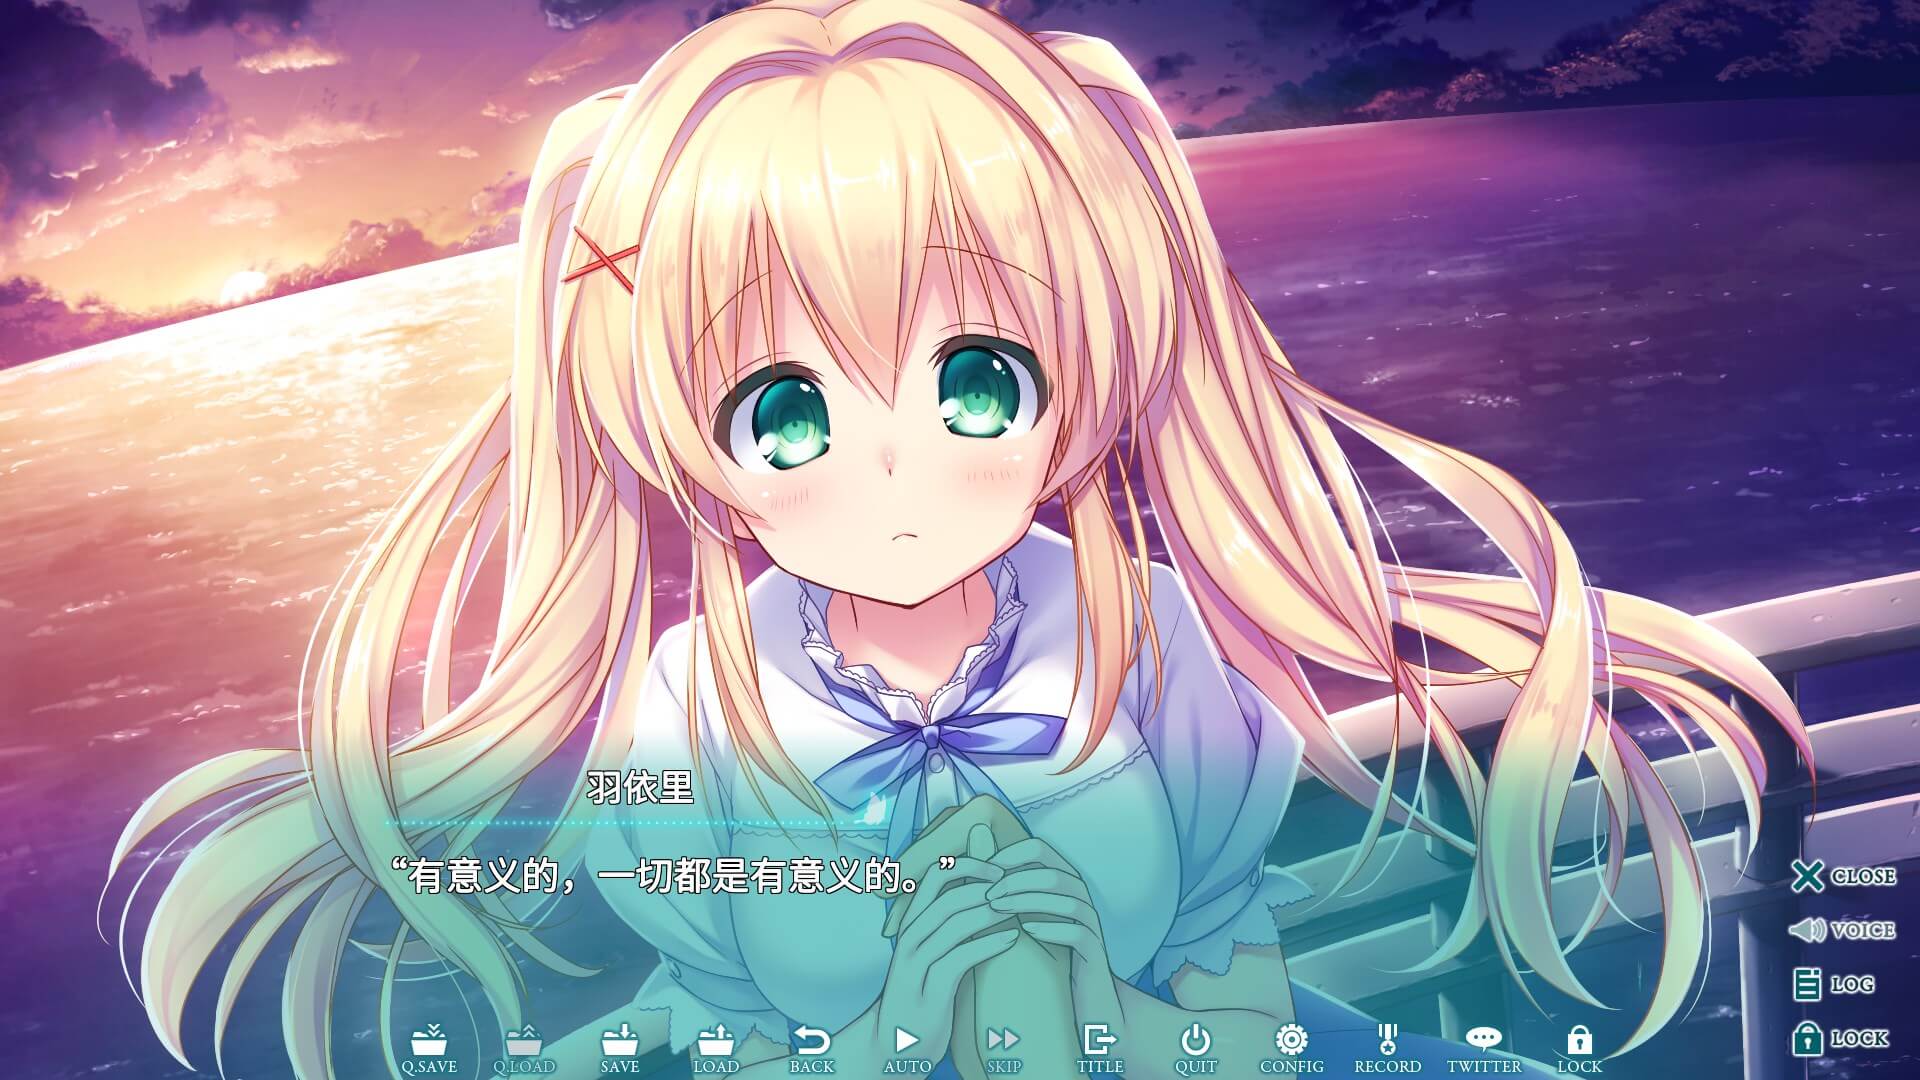 羽依里
“有意义的，一切都是有意义的。”
CLOSE
VOICE
LOG
LOCK
Q.SAVE Q.LOAD SAVE LOAD BACK AUTO SKIP TITLE QUIT CONFIG RECORD TWITTER LOCK